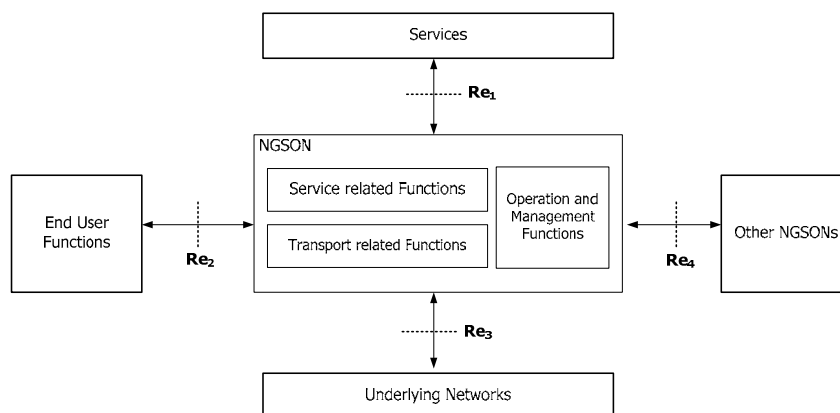 Services
Re₁
NGSON
Service related Functions
Transport related Functions
Operation and
Management
Functions
End User
Functions
Re₂
Other NGSONs
Re₄
Re₃
Underlying Networks